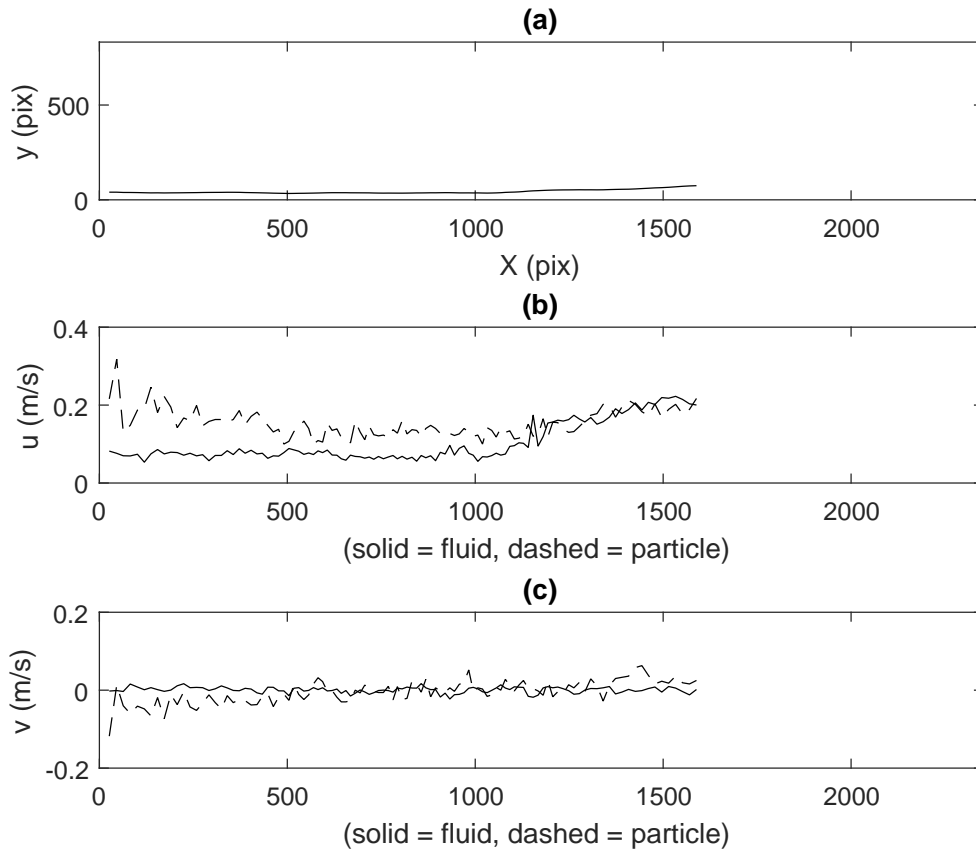 (a)
y (pix)
500
0
0 500 1000 1500 2000
X (pix)
(b)
u (m/s)
0.4
0.2
0
0 500 1000 1500 2000
(solid = fluid, dashed = particle)
(c)
v (m/s)
0.2
0
-0.2
0 500 1000 1500 2000
(solid = fluid, dashed = particle)